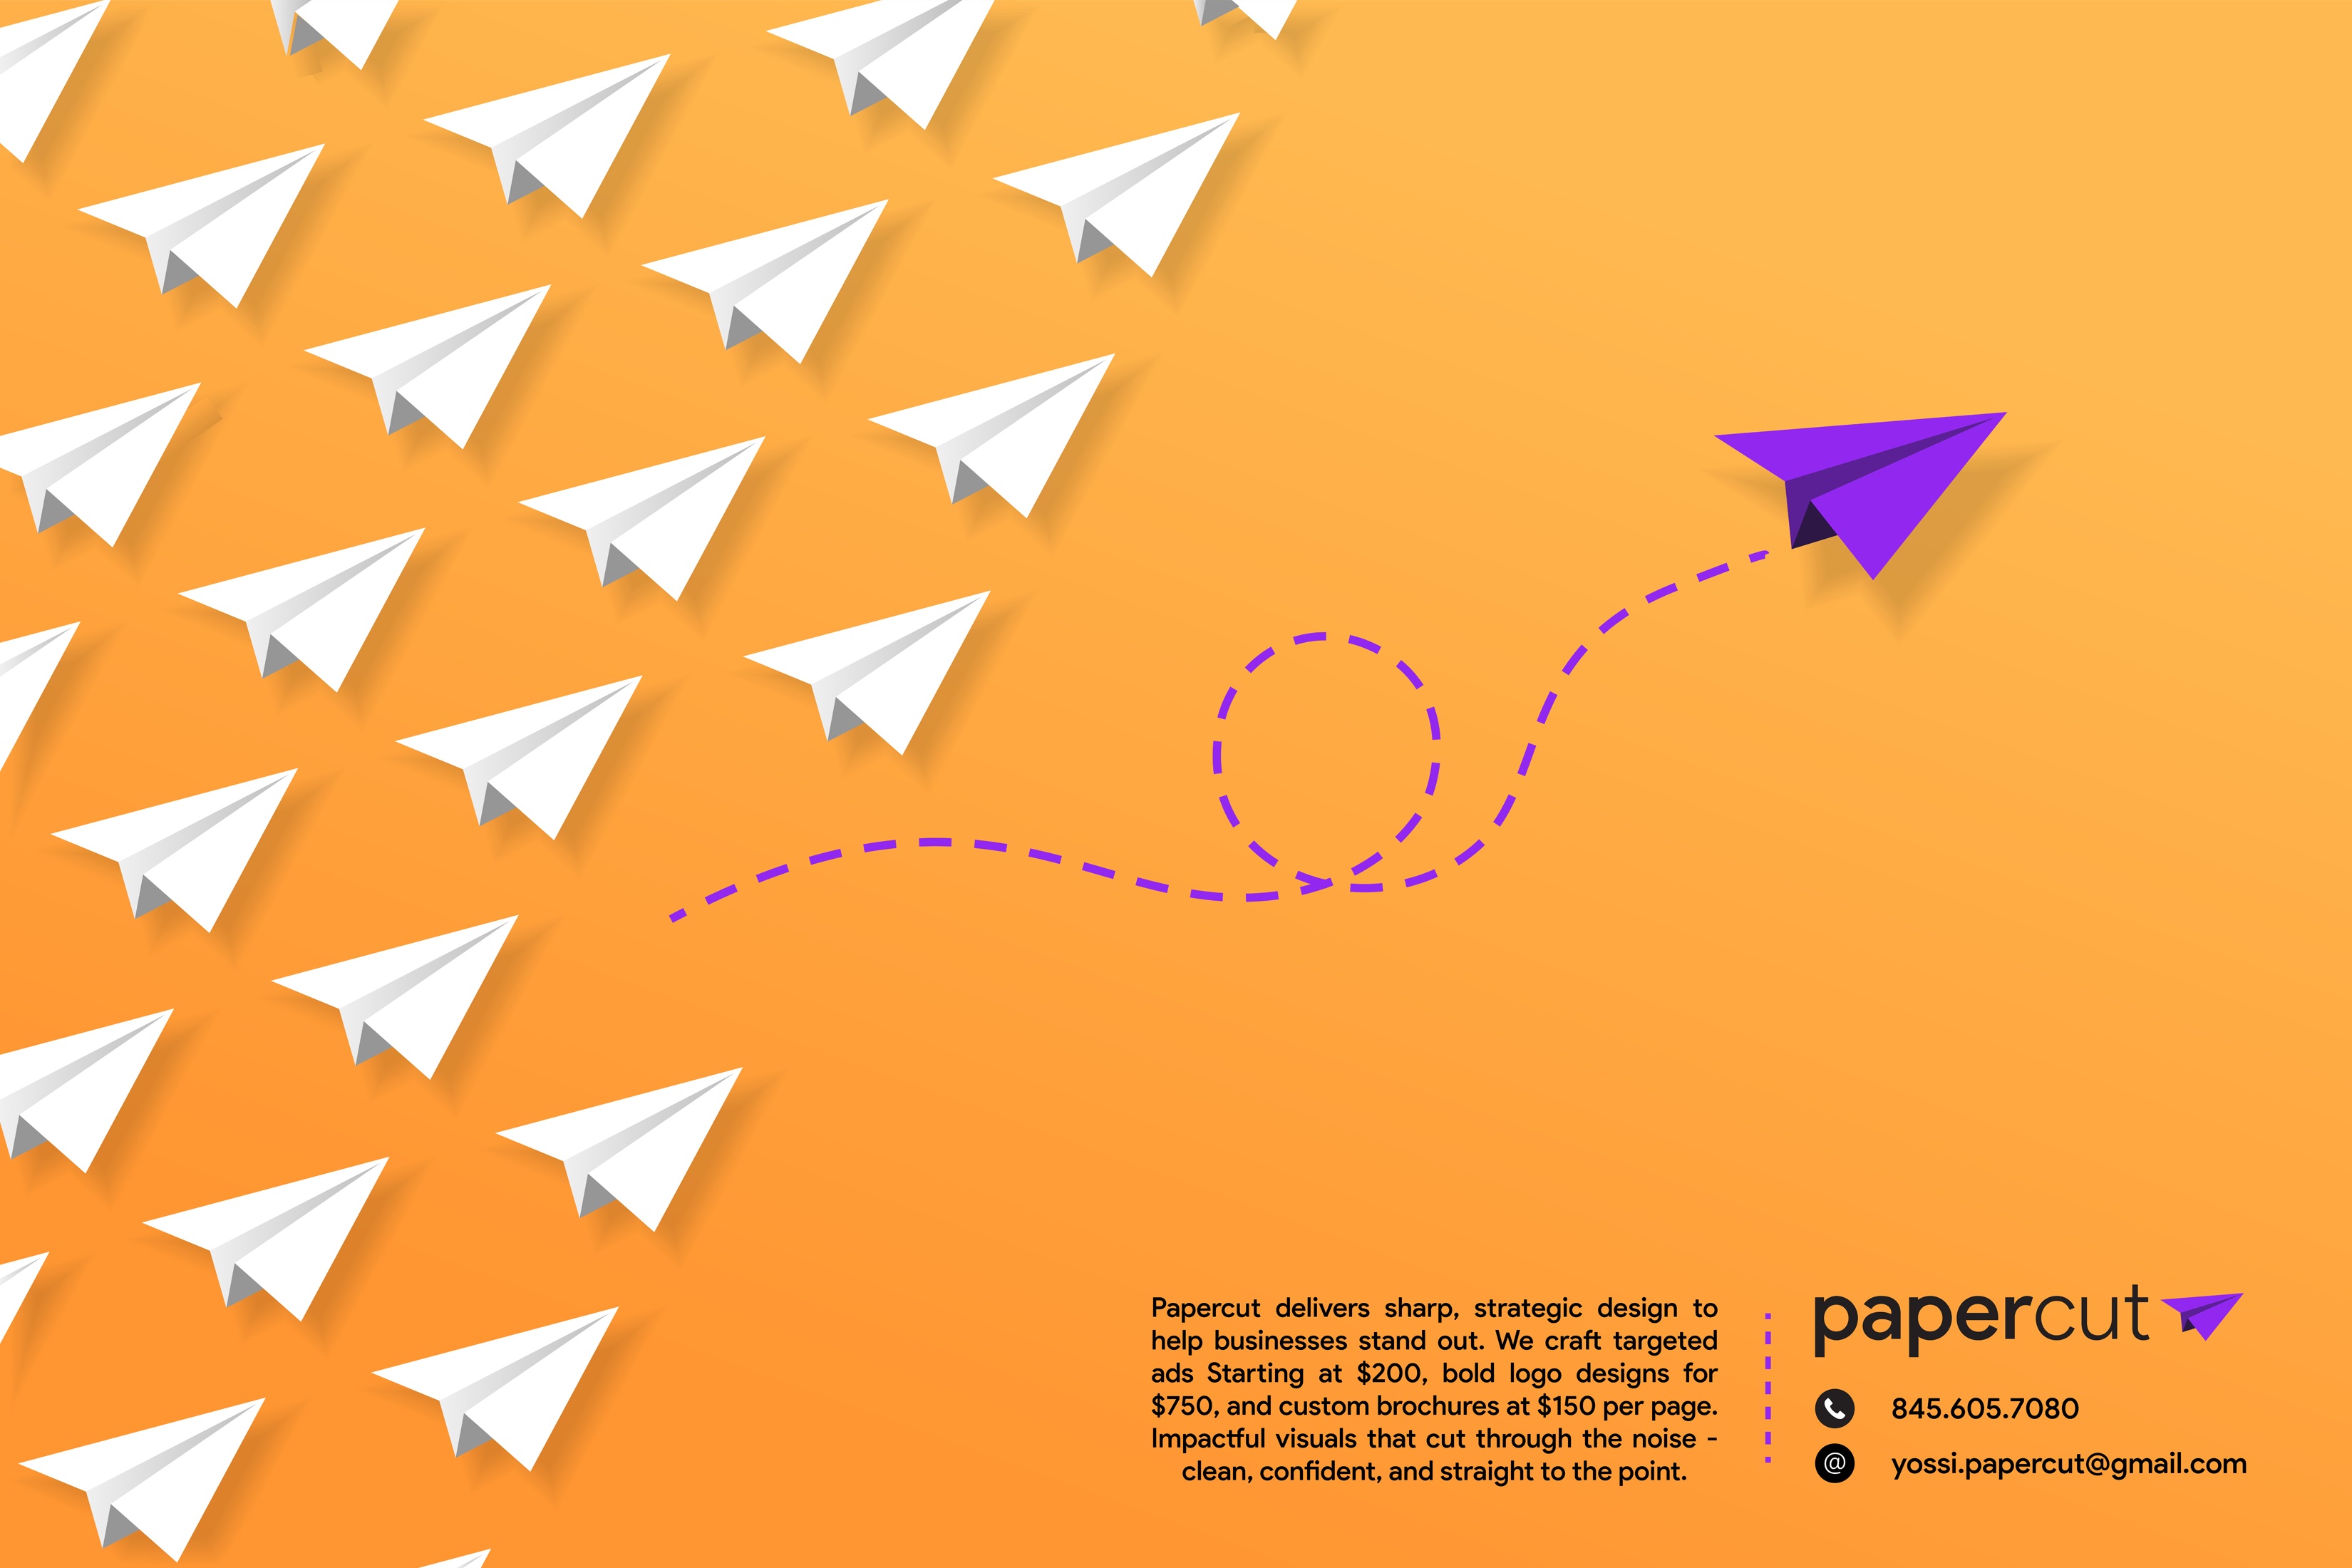 Papercut delivers sharp, strategic design to
help businesses stand out. We craft targeted
ads Starting at $200, bold logo designs for
$750, and custom brochures at $150 per page.
Impactful visuals that cut through the noise -
clean, confident, and straight to the point.
papercut
845.605.7080
@ yossi.papercut@gmail.com